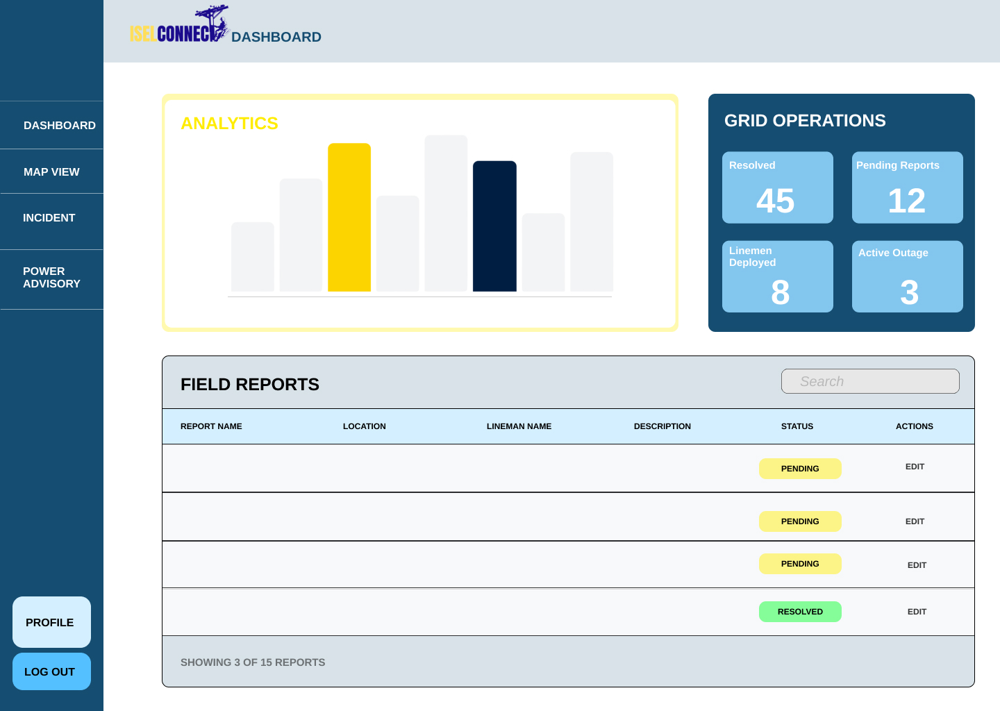 ISELCONNECT DASHBOARD
DASHBOARD
MAP VIEW
INCIDENT
POWER
ADVISORY
PROFILE
LOG OUT
ANALYTICS
GRID OPERATIONS
Resolved
45
Pending Reports
12
Linemen
Deployed
8
Active Outage
3
FIELD REPORTS
Search
REPORT NAME LOCATION LINEMAN NAME DESCRIPTION STATUS ACTIONS
PENDING EDIT
PENDING EDIT
PENDING EDIT
RESOLVED EDIT
SHOWING 3 OF 15 REPORTS